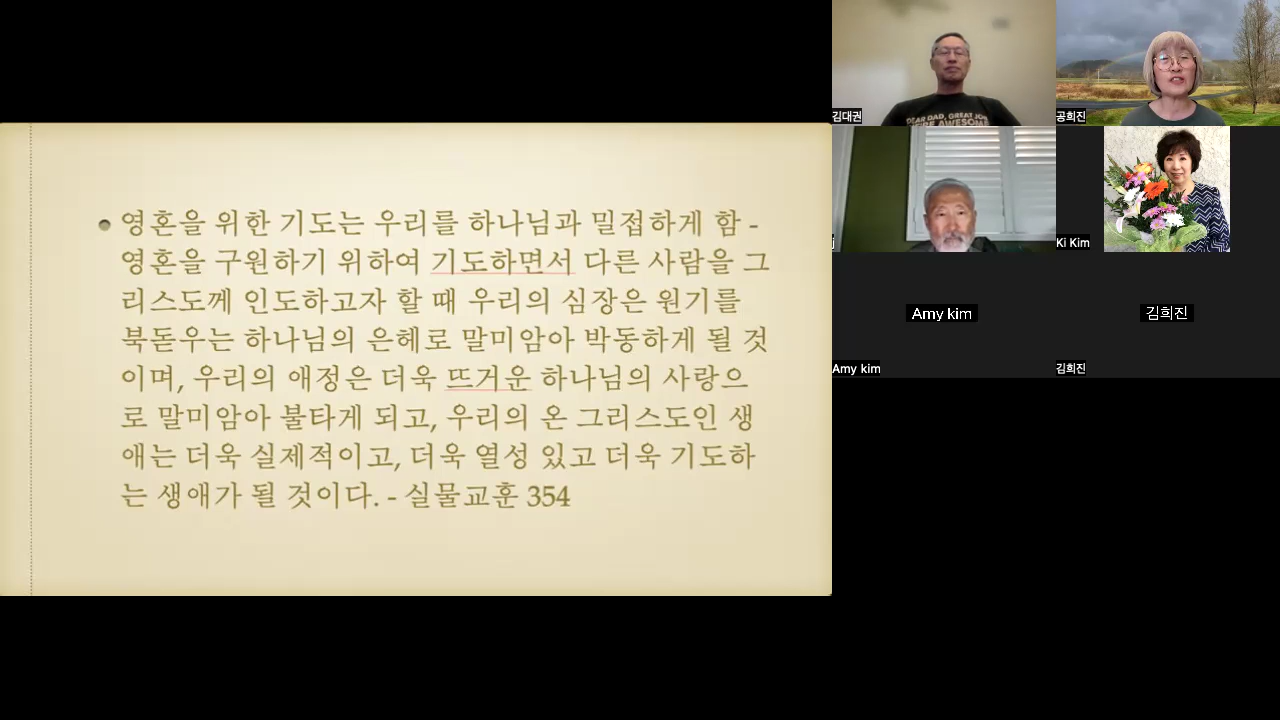 영혼을 위한 기도는 우리를 하나님과 밀접하게 함 -
영혼을 구원하기 위하여 기도하면서 다른 사람을 그
리스도께 인도하고자 할 때 우리의 심장은 원기를
북돋우는 하나님의 은혜로 말미암아 박동하게 될 것
이며, 우리의 애정은 더욱 뜨거운 하나님의 사랑으
로 말미암아 불타게 되고, 우리의 온 그리스도인 생
애는 더욱 실제적이고, 더욱 열성 있고 더욱 기도하
는 생애가 될 것이다. - 실물교훈 354
DEAR DAD, GREAT JOB
AWESOME
김대권
공희진
j
Ki Kim
Amy kim
김희진
Amy kim
김희진